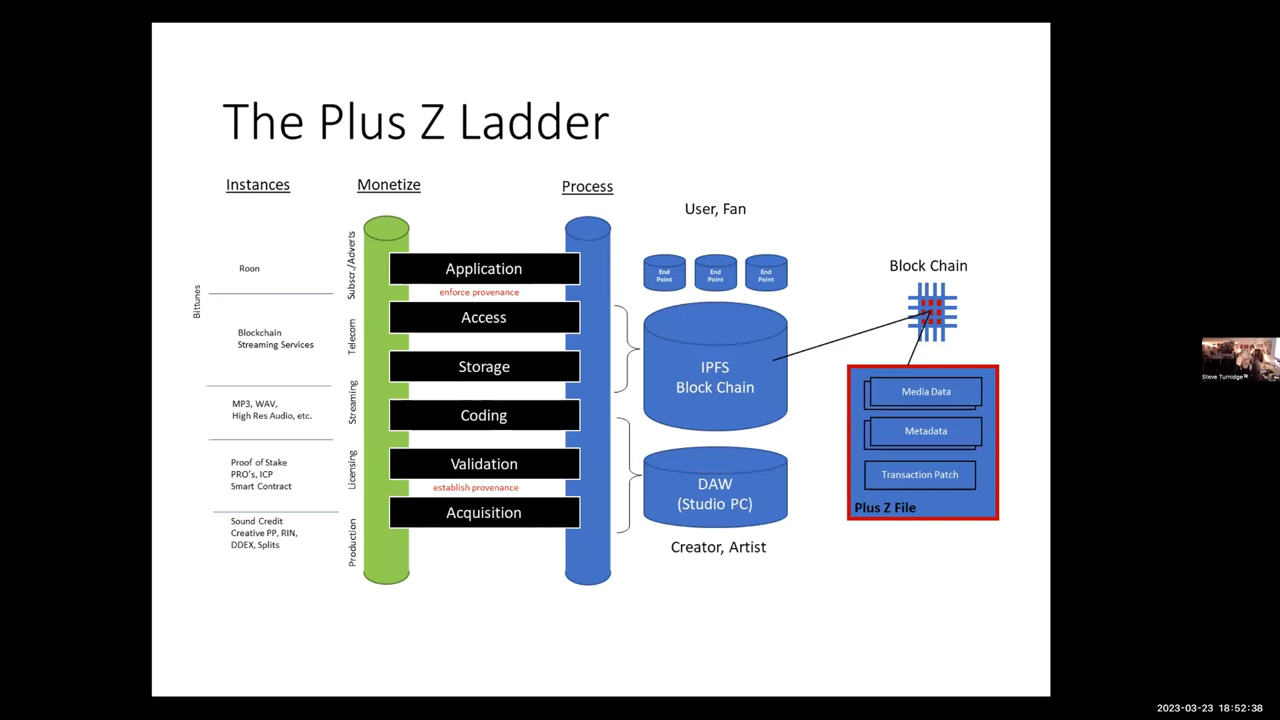 The Plus Z Ladder
Instances
Monetize
Process
User, Fan
Block Chain
Roon
Blockchain
Streaming Services
MP3, WAV,
High Res Audio, etc.
Proof of Stake
PRO's, ICP
Smart Contract
Sound Credit
Creative PP, RIN,
DDEX, Splits
Bittunes
Subscr./Adverts
Telecom
Streaming
Licensing
Production
Application
enforce provenance
Access
Storage
Coding
Validation
establish provenance
Acquisition
End
Point
End
Point
End
Point
IPFS
Block Chain
DAW
(Studio PC)
Creator, Artist
Media Data
Metadata
Transaction Patch
Plus Z File
Steve Turnidge
2023-03-23 18:52:38